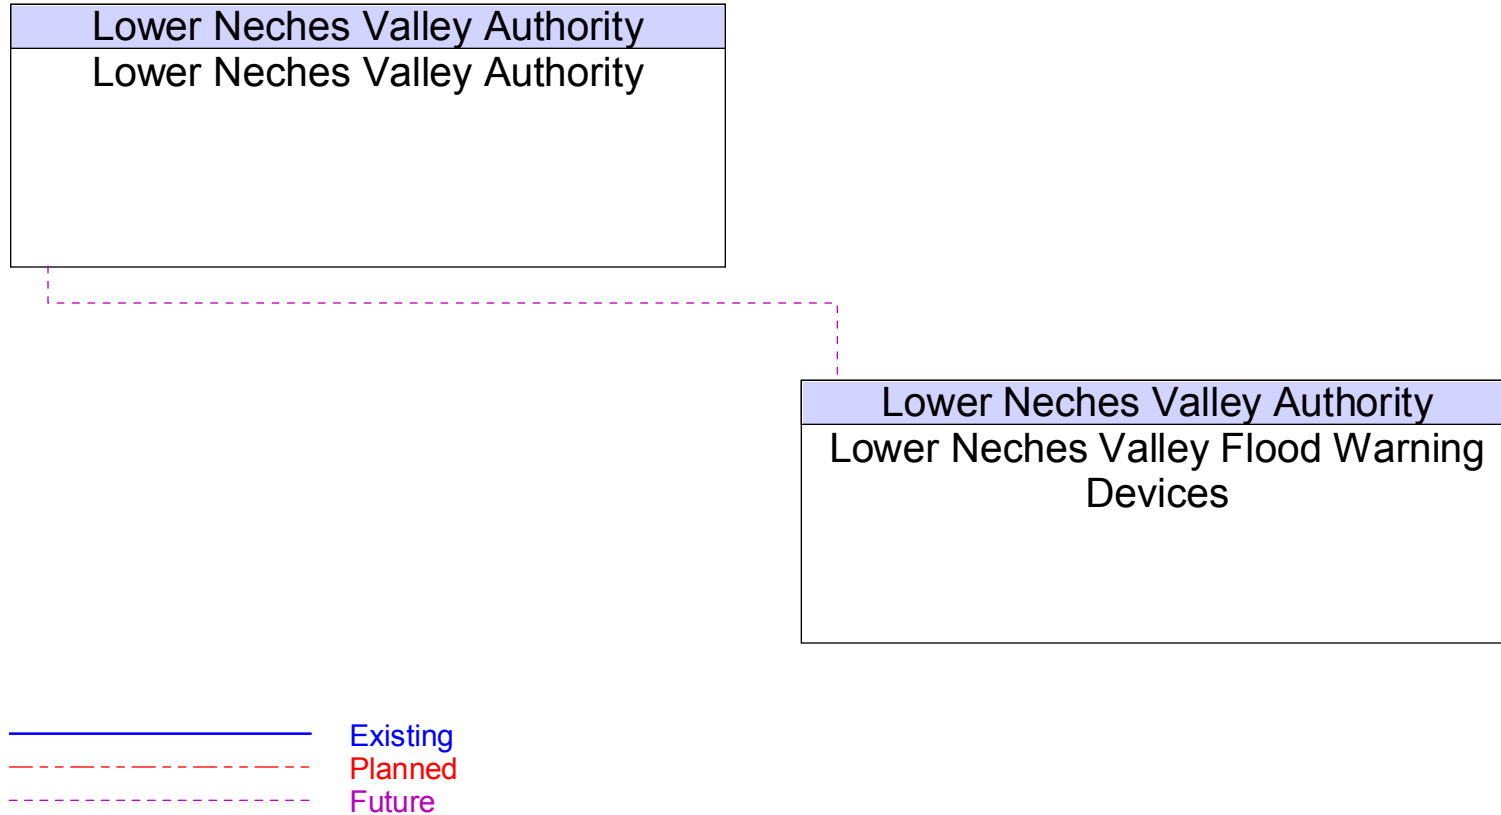 Lower Neches Valley Authority
Lower Neches Valley Authority
Lower Neches Valley Authority
Lower Neches Valley Flood Warning
Devices
Existing
Planned
Future